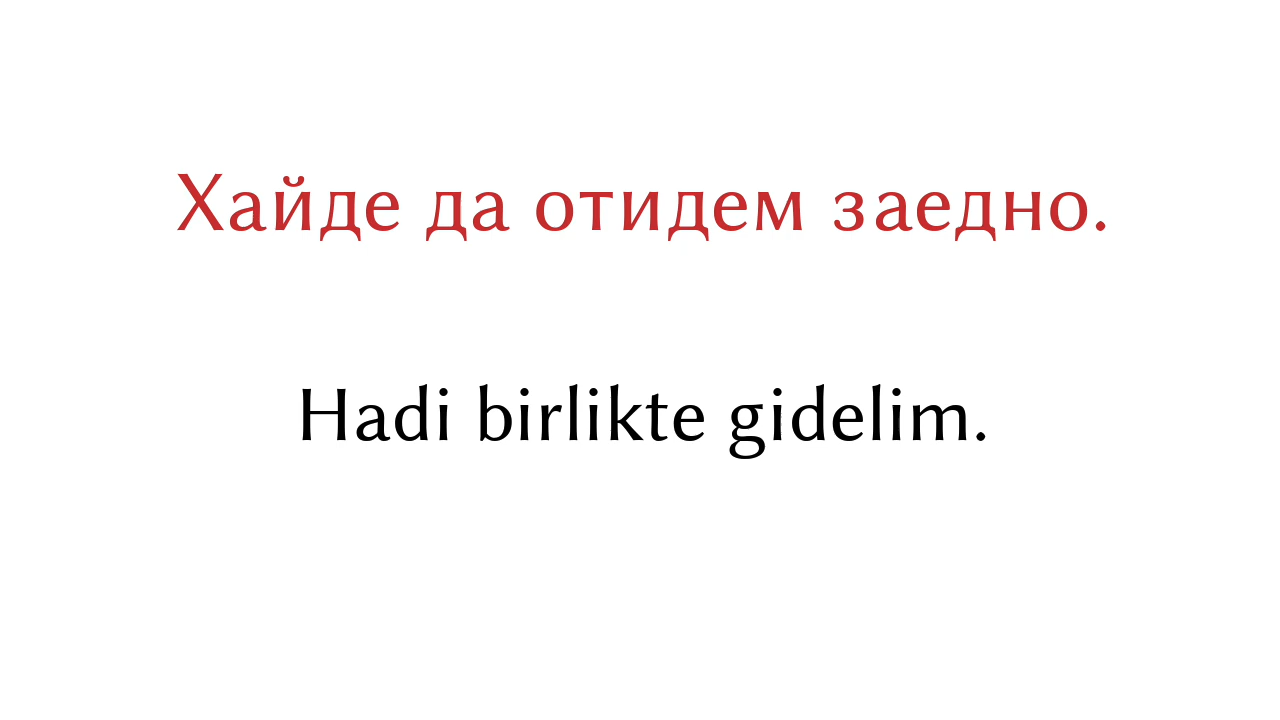 Хайде да отидем заедно.
Hadi birlikte gidelim.